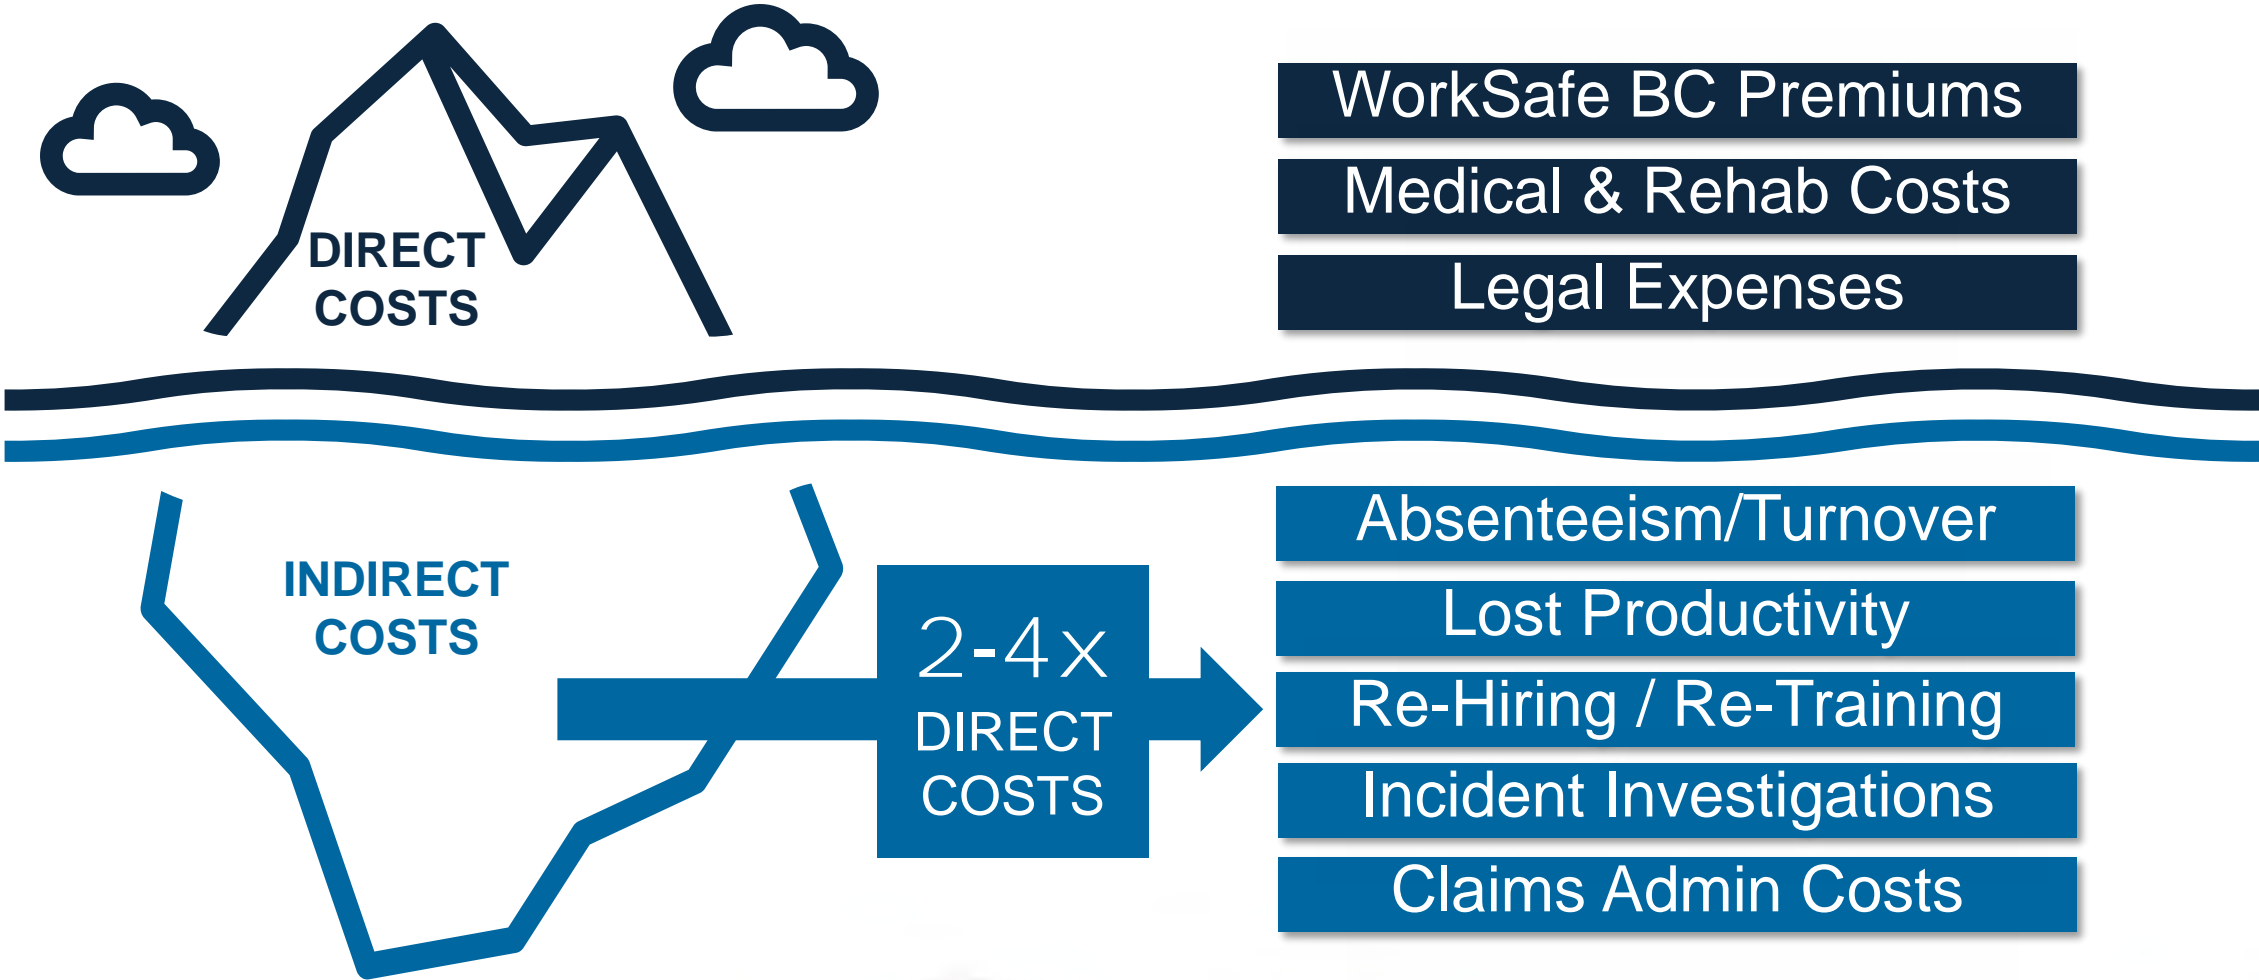 DIRECT
COSTS
WorkSafe BC Premiums
Medical & Rehab Costs
Legal Expenses
INDIRECT
COSTS
2-4x
DIRECT
COSTS
Absenteeism/Turnover
Lost Productivity
Re-Hiring / Re-Training
Incident Investigations
Claims Admin Costs